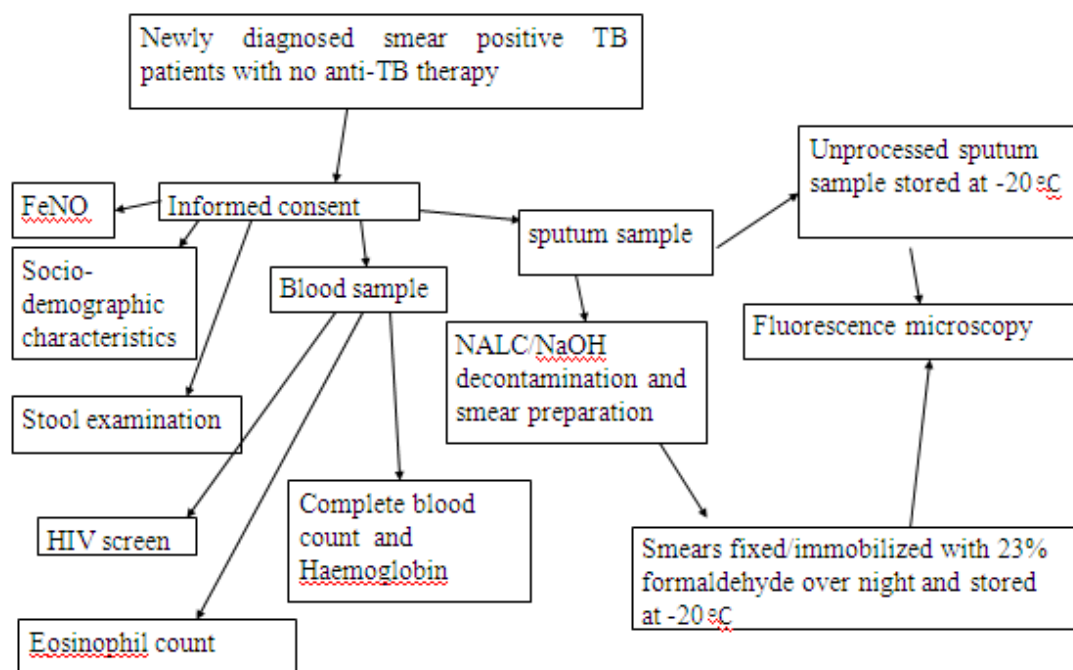 Newly diagnosed smear positive TB
patients with no anti-TB therapy
Unprocessed sputum
sample stored at -20 ºC
FeNO
Informed consent
sputum sample
Socio-
demographic
characteristics
Blood sample
Fluorescence microscopy
NALC/NaOH
decontamination and
smear preparation
Stool examination
Complete blood
count and
Haemoglobin
HIV screen
Smears fixed/immobilized with 23%
formaldehyde over night and stored
at -20 ºC
Eosinophil count